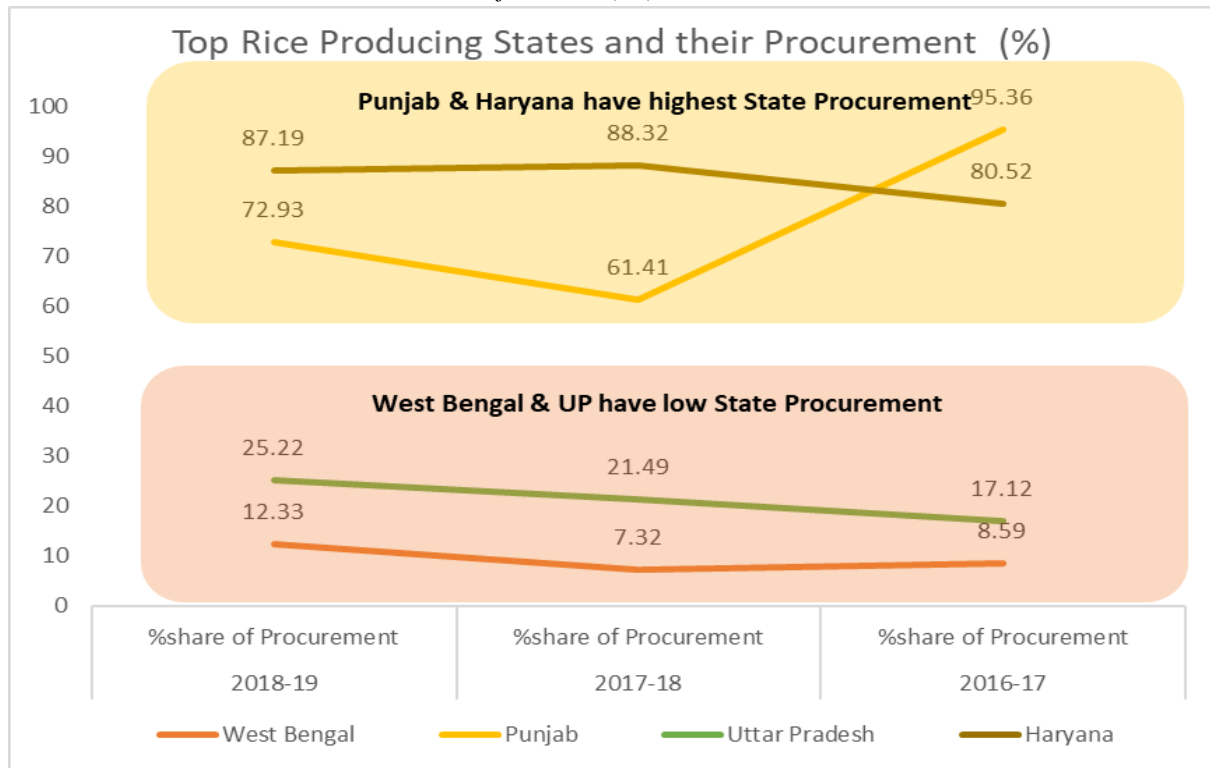 Top Rice Producing States and their Procurement (%)
Punjab & Haryana have highest State Procurement
100
90
80
70
60
50
40
30
20
10
0
87.19
88.32
80.52
72.93
61.41
95.36
West Bengal & UP have low State Procurement
25.22
21.49
17.12
12.33
7.32
8.59
%share of Procurement
%share of Procurement
%share of Procurement
2018-19
2017-18
2016-17
West Bengal
Punjab
Uttar Pradesh
Haryana